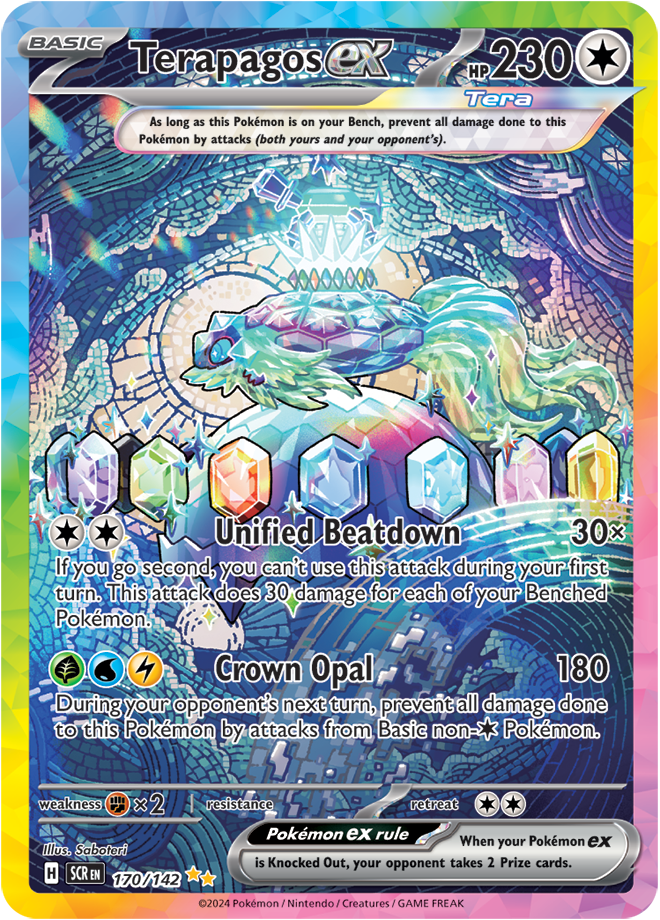 BASIC Terapagos ex HP 230
Tera
As long as this Pokémon is on your Bench, prevent all damage done to this
Pokémon by attacks (both yours and your opponent's).
Unified Beatdown 30×
If you go second, you can't use this attack during your first
turn. This attack does 30 damage for each of your Benched
Pokémon.
Crown Opal 180
During your opponent's next turn, prevent all damage done
to this Pokémon by attacks from Basic non- Pokémon.
weakness ×2 resistance retreat
Pokémon ex rule
When your Pokémon ex
is Knocked Out, your opponent takes 2 Prize cards.
Illus. Saboteri
H SCR EN 170/142
©2024 Pokémon / Nintendo / Creatures / GAME FREAK